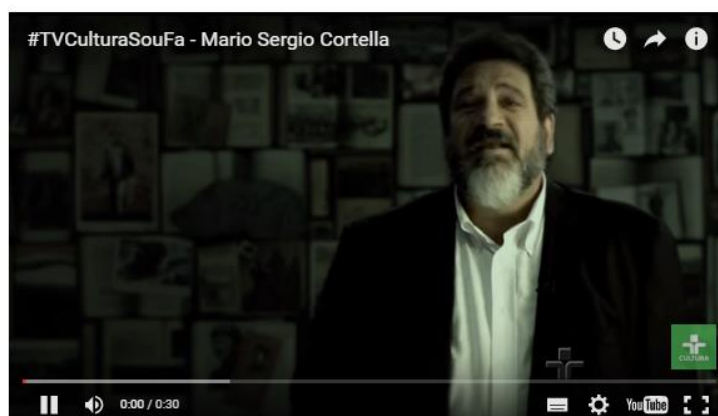 #TVCulturaSouFa - Mario Sergio Cortella
CULTURA
0:00 / 0:30
YouTube